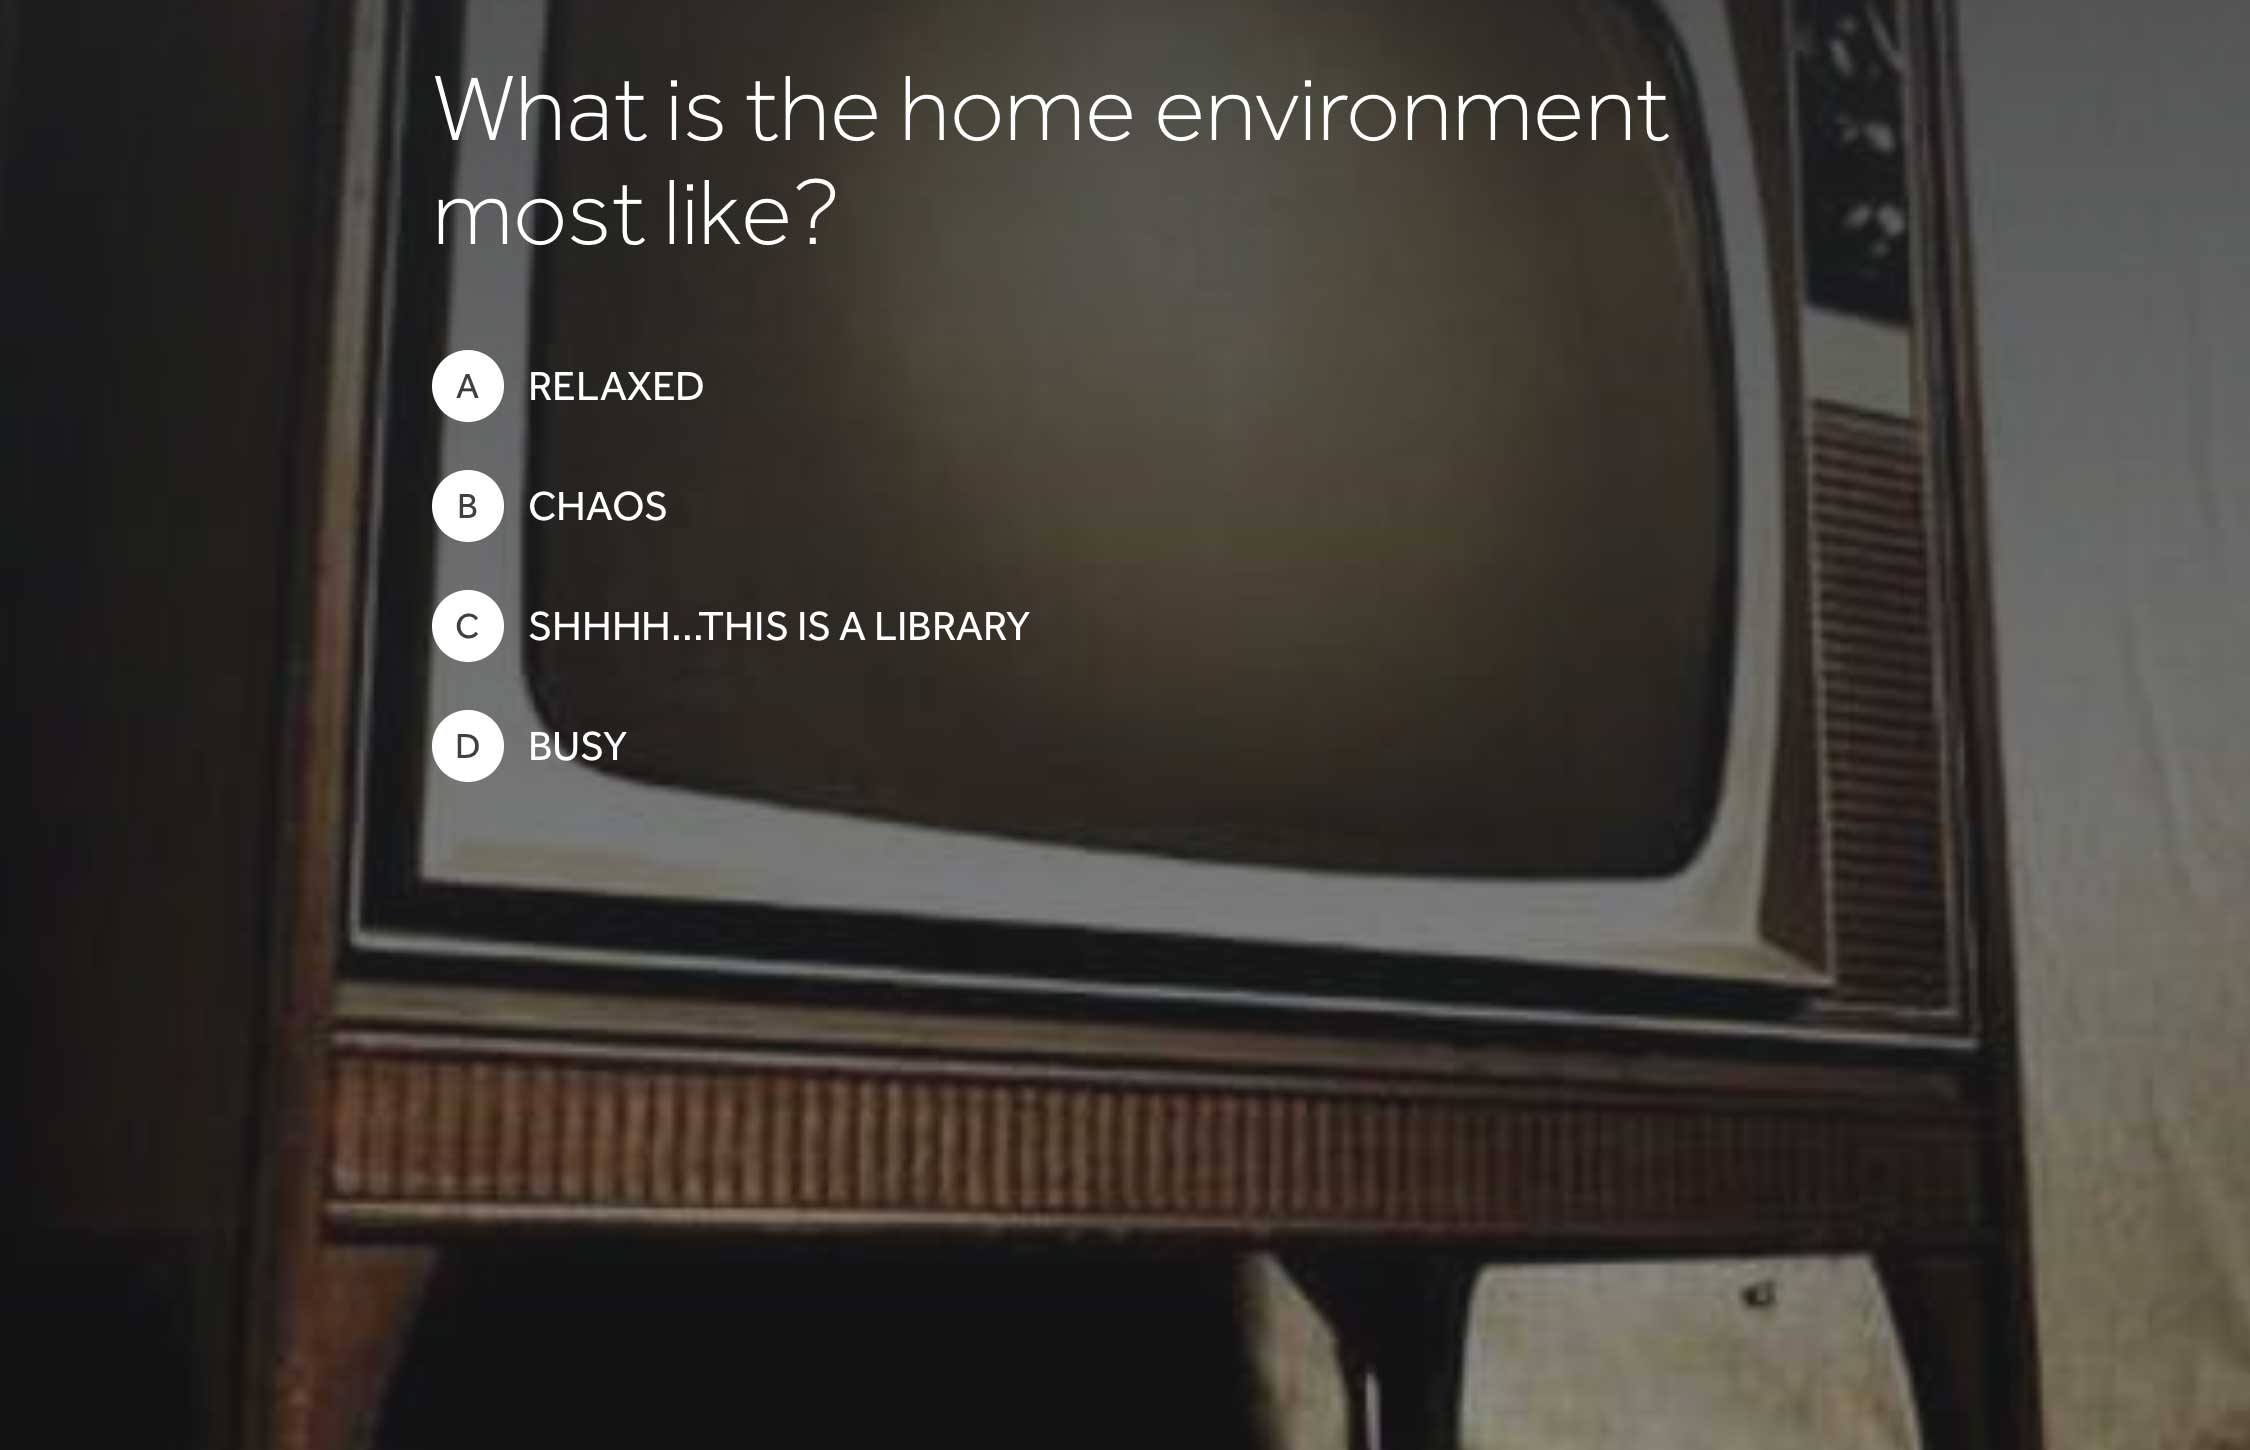 What is the home environment
most like?
A RELAXED
B CHAOS
C SHHHH...THIS IS A LIBRARY
D BUSY